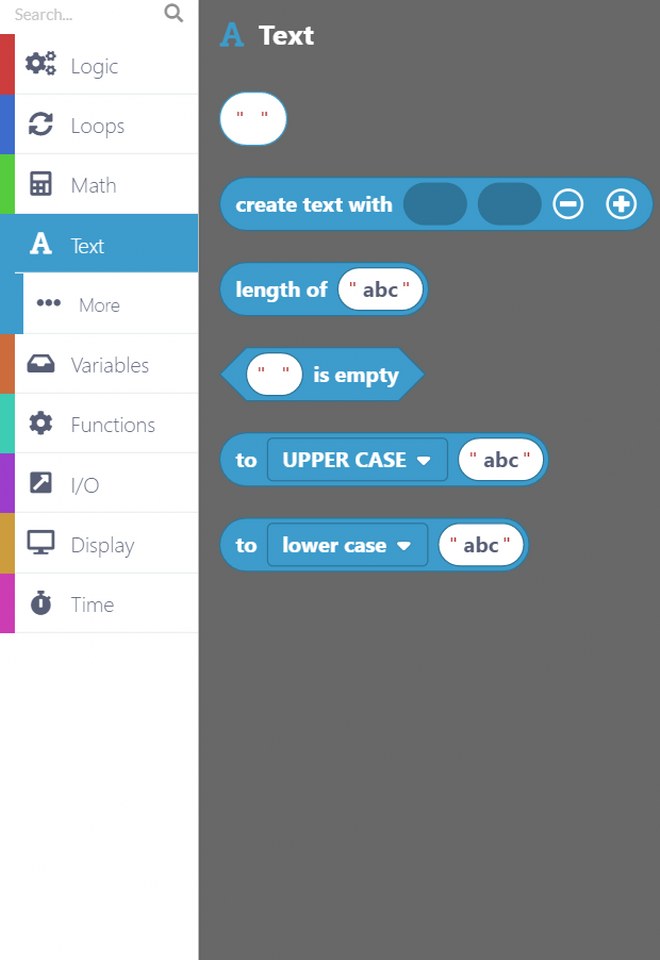 Search...
Logic
Loops
Math
Text
More
Variables
Functions
I/O
Display
Time
A Text
" "
create text with
length of " abc "
" " is empty
to UPPER CASE " abc "
to lower case " abc "